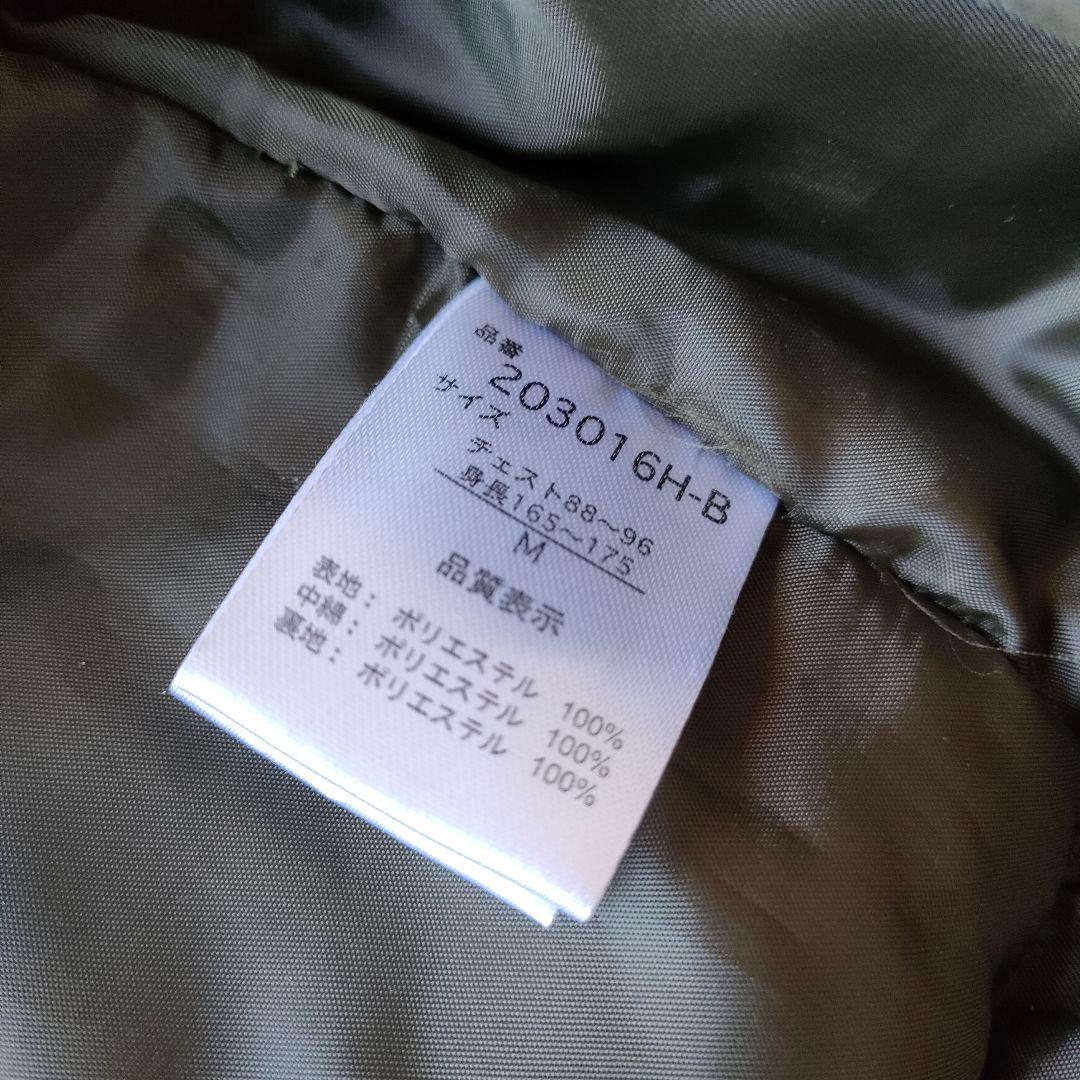 品番
203016H-B
サイズ
チェスト88～96
身長165～175
M
品質表示
表地： ポリエステル 100%
中綿： ポリエステル 100%
裏地： ポリエステル 100%